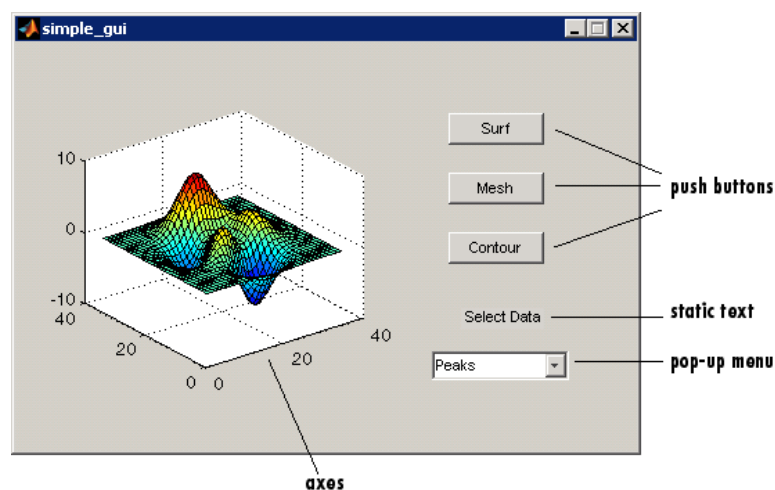 simple_gui
Surf
Mesh
push buttons
Contour
Select Data
static text
Peaks
pop-up menu
10
0
-10
40
20
0
0
20
40
axes